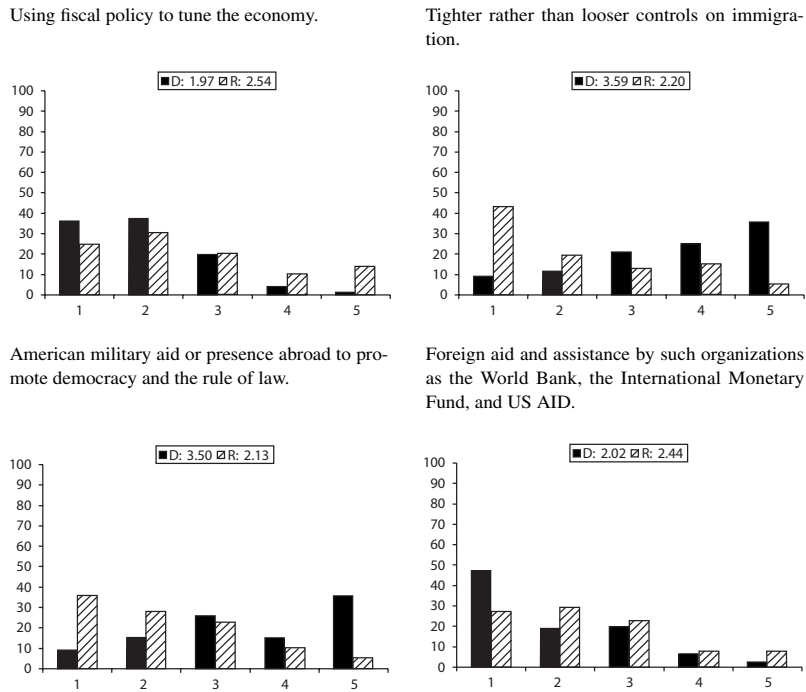 Using fiscal policy to tune the economy.
D: 1.97 R: 2.54
100
90
80
70
60
50
40
30
20
10
0
1 2 3 4 5
Tighter rather than looser controls on immigra-
tion.
D: 3.59 R: 2.20
100
90
80
70
60
50
40
30
20
10
0
1 2 3 4 5
American military aid or presence abroad to pro-
mote democracy and the rule of law.
D: 3.50 R: 2.13
100
90
80
70
60
50
40
30
20
10
0
1 2 3 4 5
Foreign aid and assistance by such organizations
as the World Bank, the International Monetary
Fund, and US AID.
D: 2.02 R: 2.44
100
90
80
70
60
50
40
30
20
10
0
1 2 3 4 5